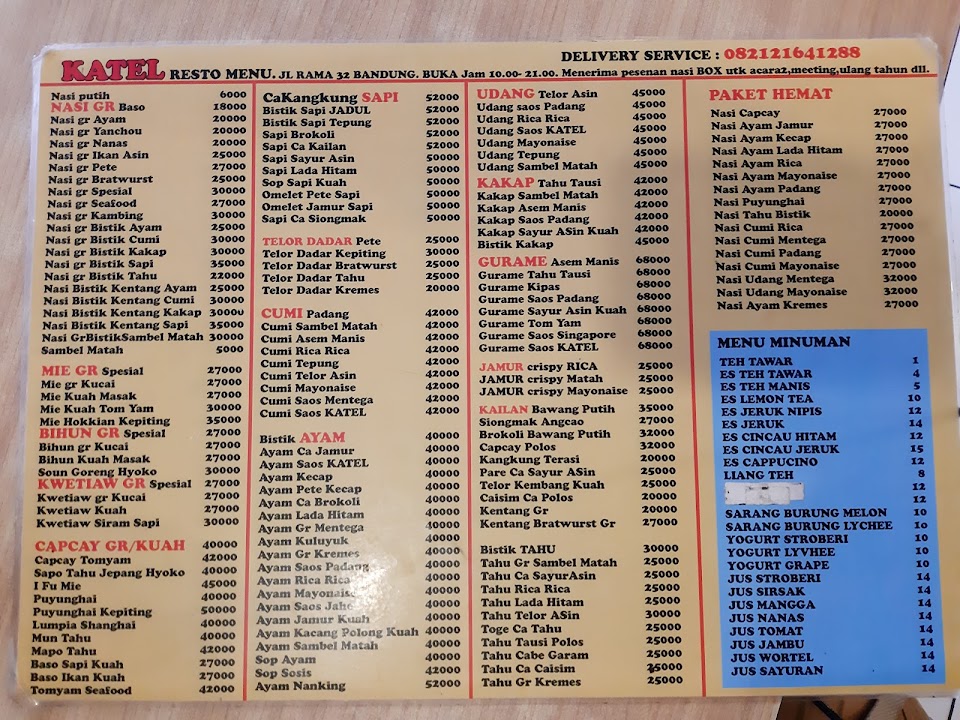 DELIVERY SERVICE : 082121641288
KATEL RESTO MENU. JL RAMA 32 BANDUNG. BUKA Jam 10.00- 21.00. Menerima pesenan nasi BOX utk acara2,meeting,ulang tahun dll.
Nasi putih 6000
NASI GR Baso 18000
Nasi gr Ayam 20000
Nasi gr Yanchou 20000
Nasi gr Nanas 20000
Nasi gr Ikan Asin 25000
Nasi gr Pete 27000
Nasi gr Bratwurst 25000
Nasi gr Spesial 30000
Nasi gr Seafood 27000
Nasi gr Kambing 30000
Nasi gr Bistik Ayam 25000
Nasi gr Bistik Cumi 30000
Nasi gr Bistik Kakap 30000
Nasi gr Bistik Sapi 35000
Nasi gr Bistik Tahu 22000
Nasi Bistik Kentang Ayam 25000
Nasi Bistik Kentang Cumi 30000
Nasi Bistik Kentang Kakap 30000
Nasi Bistik Kentang Sapi 35000
Nasi GrBistikSambel Matah 30000
Sambel Matah 5000
MIE GR Spesial 27000
Mie gr Kucai 27000
Mie Kuah Masak 27000
Mie Kuah Tom Yam 30000
Mie Hokkian Kepiting 35000
BIHUN GR Spesial 27000
Bihun gr Kucai 27000
Bihun Kuah Masak 27000
Soun Goreng Hyoko 30000
KWETIAW GR Spesial 27000
Kwetiaw gr Kucai 27000
Kwetiaw Kuah 27000
Kwetiaw Siram Sapi 30000
CAPCAY GR/KUAH 40000
Capcay Tomyam 42000
Sapo Tahu Jepang Hyoko 40000
I Fu Mie 45000
Puyunghai 40000
Puyunghai Kepiting 50000
Lumpia Shanghai 40000
Mun Tahu 40000
Mapo Tahu 42000
Baso Sapi Kuah 27000
Baso Ikan Kuah 27000
Tomyam Seafood 42000
CaKangkung SAPI 52000
Bistik Sapi JADUL 52000
Bistik Sapi Tepung 52000
Sapi Brokoli 52000
Sapi Ca Kailan 52000
Sapi Sayur Asin 50000
Sapi Lada Hitam 50000
Sop Sapi Kuah 50000
Omelet Pete Sapi 50000
Omelet Jamur Sapi 50000
Sapi Ca Siongmak 50000
TELOR DADAR Pete 25000
Telor Dadar Kepiting 30000
Telor Dadar Bratwurst 25000
Telor Dadar Tahu 25000
Telor Dadar Kremes 20000
CUMI Padang 42000
Cumi Sambel Matah 42000
Cumi Asem Manis 42000
Cumi Rica Rica 42000
Cumi Tepung 42000
Cumi Telor Asin 42000
Cumi Mayonaise 42000
Cumi Saos Mentega 42000
Cumi Saos KATEL 42000
Bistik AYAM 40000
Ayam Ca Jamur 40000
Ayam Saos KATEL 40000
Ayam Kecap 40000
Ayam Pete Kecap 40000
Ayam Ca Brokoli 40000
Ayam Lada Hitam 40000
Ayam Gr Mentega 40000
Ayam Kuluyuk 40000
Ayam Gr Kremes 40000
Ayam Saos Padang 40000
Ayam Rica Rica 40000
Ayam Mayonaise 40000
Ayam Saos Jahe 40000
Ayam Jamur Kuah 40000
Ayam Kacang Polong Kuah 40000
Ayam Sambel Matah 40000
Sop Ayam 40000
Sop Sosis 40000
Ayam Nanking 52000
UDANG Telor Asin 45000
Udang saos Padang 45000
Udang Rica Rica 45000
Udang Saos KATEL 45000
Udang Mayonaise 45000
Udang Tepung 45000
Udang Sambel Matah 45000
KAKAP Tahu Tausi 42000
Kakap Sambel Matah 42000
Kakap Asem Manis 42000
Kakap Saos Padang 42000
Kakap Sayur ASin Kuah 42000
Bistik Kakap 45000
GURAME Asem Manis 68000
Gurame Tahu Tausi 68000
Gurame Kipas 68000
Gurame Saos Padang 68000
Gurame Sayur Asin Kuah 68000
Gurame Tom Yam 68000
Gurame Saos Singapore 68000
Gurame Saos KATEL 68000
JAMUR crispy RICA 25000
JAMUR crispy Matah 25000
JAMUR crispy Mayonaise 25000
KAILAN Bawang Putih 35000
Siongmak Angcao 27000
Brokoli Bawang Putih 32000
Capcay Polos 32000
Kangkung Terasi 20000
Pare Ca Sayur ASin 25000
Telor Kembang Kuah 25000
Caisim Ca Polos 20000
Kentang Gr 20000
Kentang Bratwurst Gr 27000
Bistik TAHU 30000
Tahu Gr Sambel Matah 25000
Tahu Ca SayurAsin 25000
Tahu Rica Rica 25000
Tahu Lada Hitam 25000
Tahu Telor ASin 30000
Toge Ca Tahu 25000
Tahu Tausi Polos 25000
Tahu Cabe Garam 25000
Tahu Ca Caisim 25000
Tahu Gr Kremes 25000
PAKET HEMAT
Nasi Capcay 27000
Nasi Ayam Jamur 27000
Nasi Ayam Kecap 27000
Nasi Ayam Lada Hitam 27000
Nasi Ayam Rica 27000
Nasi Ayam Mayonaise 27000
Nasi Ayam Padang 27000
Nasi Puyunghai 27000
Nasi Tahu Bistik 20000
Nasi Cumi Rica 27000
Nasi Cumi Mentega 27000
Nasi Cumi Padang 27000
Nasi Cumi Mayonaise 27000
Nasi Udang Mentega 32000
Nasi Udang Mayonaise 32000
Nasi Ayam Kremes 27000
MENU MINUMAN
TEH TAWAR 1
ES TEH TAWAR 4
ES TEH MANIS 5
ES LEMON TEA 10
ES JERUK NIPIS 12
ES JERUK 14
ES CINCAU HITAM 12
ES CINCAU JERUK 15
ES CAPPUCINO 12
LIANG TEH 8
12
12
SARANG BURUNG MELON 10
SARANG BURUNG LYCHEE 10
YOGURT STROBERI 10
YOGURT LYVHEE 10
YOGURT GRAPE 10
JUS STROBERI 14
JUS SIRSAK 14
JUS MANGGA 14
JUS NANAS 14
JUS TOMAT 14
JUS JAMBU 14
JUS WORTEL 14
JUS SAYURAN 14